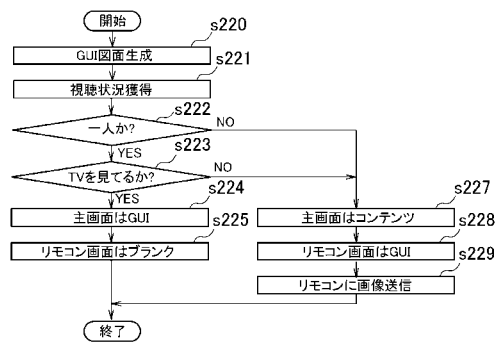 開始
s220
GUI図面生成
s221
視聴状況獲得
s222
一人か?
NO
YES
s223
TVを見てるか?
NO
YES
s224
主画面はGUI
s225
リモコン画面はブランク
s227
主画面はコンテンツ
s228
リモコン画面はGUI
s229
リモコンに画像送信
終了